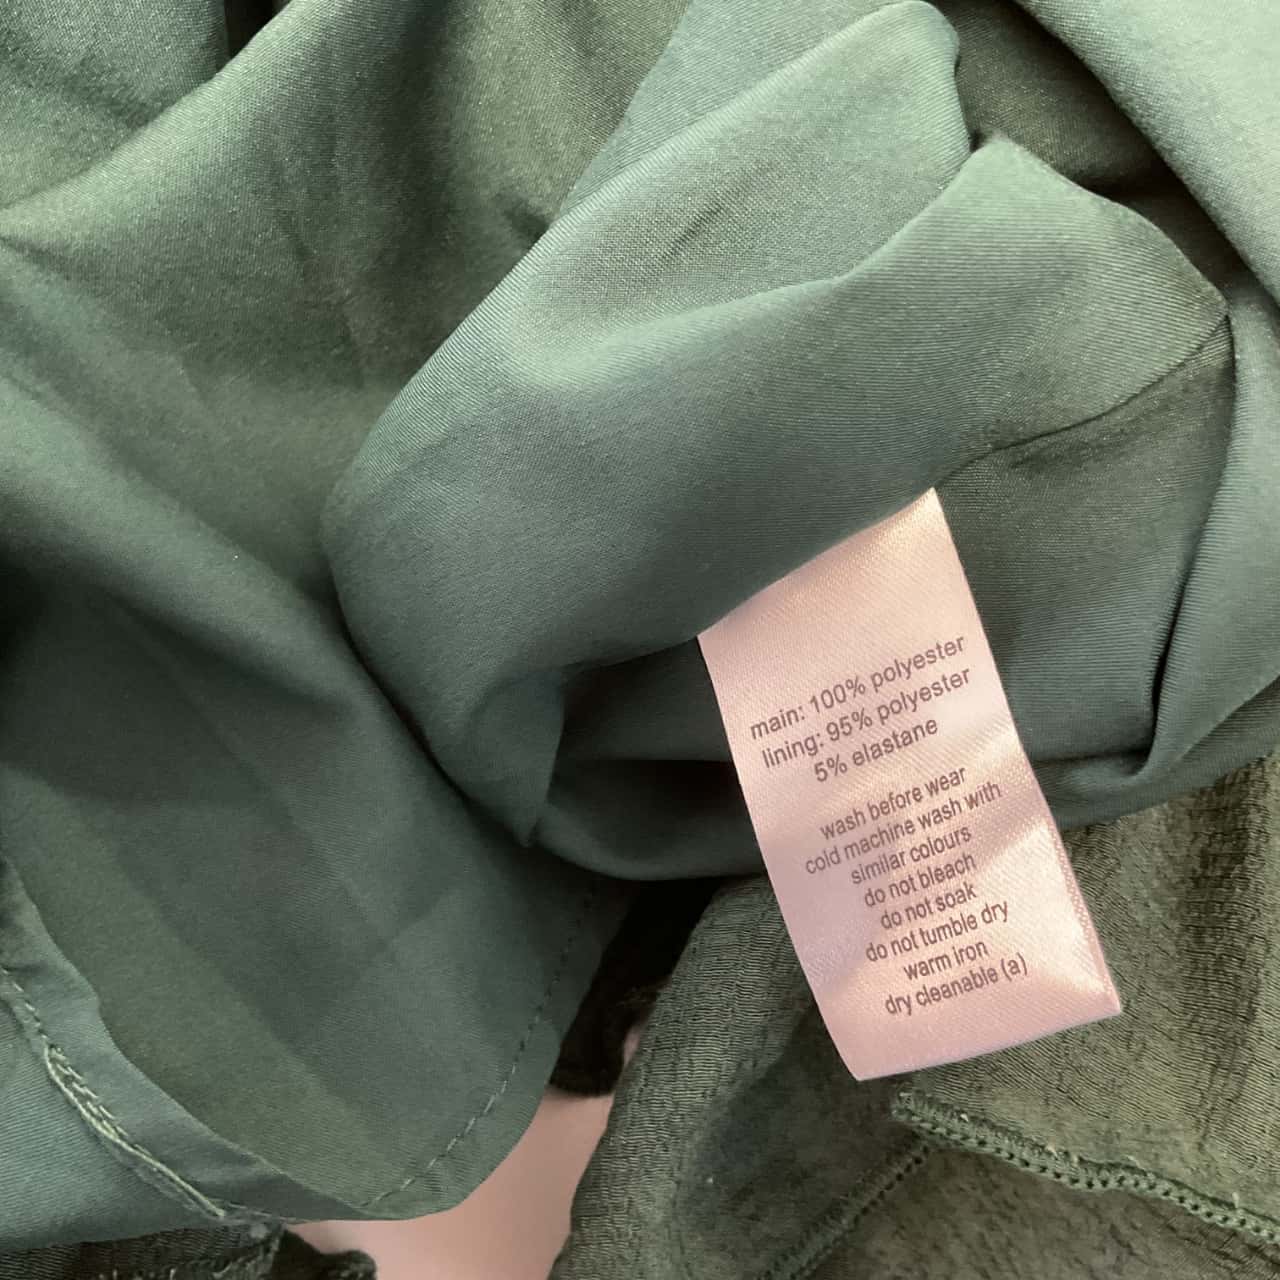 main: 100% polyester
lining: 95% polyester
5% elastane
wash before wear
cold machine wash with
similar colours
do not bleach
do not soak
do not tumble dry
warm iron
dry cleanable (a)